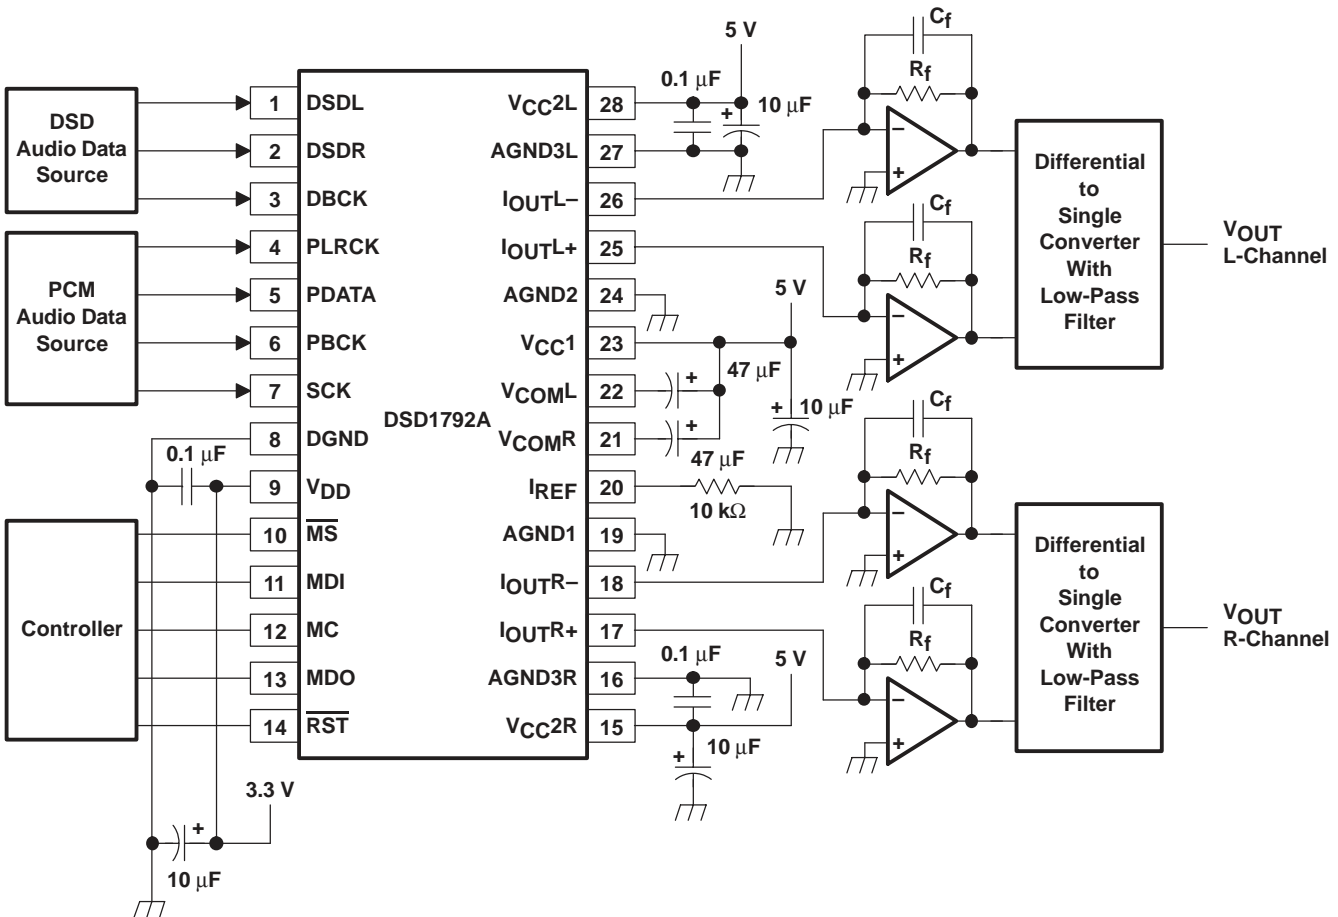 DSD
Audio Data
Source
PCM
Audio Data
Source
Controller
1 DSDL
2 DSDR
3 DBCK
4 PLRCK
5 PDATA
6 PBCK
7 SCK
8 DGND
9 VDD
10 MS
11 MDI
12 MC
13 MDO
14 RST
0.1 μF
3.3 V
+
10 μF
DSD1792A
VCC2L 28
AGND3L 27
IOUTL– 26
IOUTL+ 25
AGND2 24
VCC1 23
VCOML 22
VCOMR 21
IREF 20
AGND1 19
IOUTR– 18
IOUTR+ 17
AGND3R 16
VCC2R 15
5 V
0.1 μF
+ 10 μF
5 V
47 μF
+
+
47 μF
+ 10 μF
10 kΩ
0.1 μF
5 V
10 μF
+
Cf
Rf
–
+
Cf
Rf
–
+
Cf
Rf
–
+
Cf
Rf
–
+
Differential
to
Single
Converter
With
Low-Pass
Filter
VOUT
L-Channel
Differential
to
Single
Converter
With
Low-Pass
Filter
VOUT
R-Channel